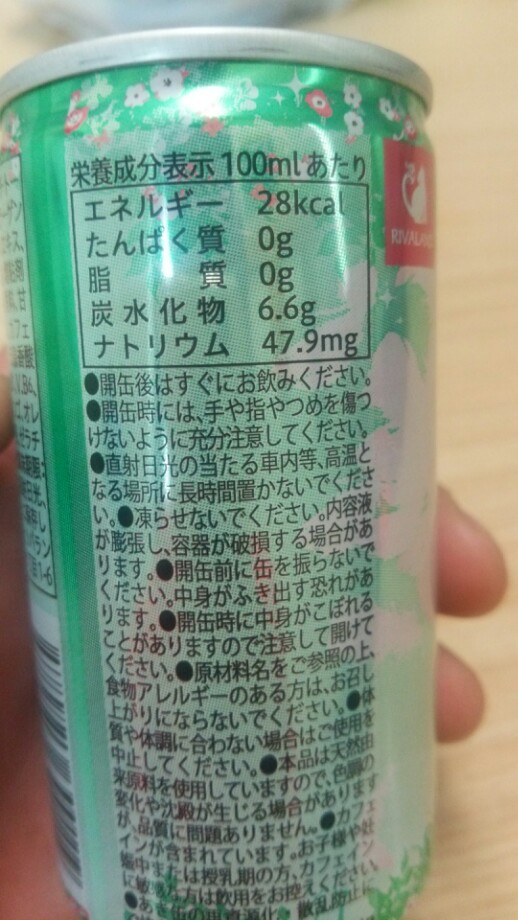 栄養成分表示 100mlあたり
エネルギー 28kcal
たんぱく質 0g
脂質 0g
炭水化物 6.6g
ナトリウム 47.9mg
RIVALAND
●開缶後はすぐにお飲みください。
●開缶時には、手や指やつめを傷つ
けないように充分注意してください。
●直射日光の当たる車内等、高温と
なる場所に長時間置かないでくださ
い。●凍らせないでください。内容液
が膨張し、容器が破損する場合があ
ります。●開缶前に缶を振らないで
ください。中身がふき出す恐れがあ
ります。●開缶時に中身がこぼれる
ことがありますので注意して開けて
ください。●原材料名をご参照の上、
食物アレルギーのある方は、お召し
上がりにならないでください。●体
質や体調に合わない場合はご使用を
中止してください。●本品は天然由
来原料を使用していますので、色調の
変化や沈殿が生じる場合があります
が、品質に問題ありません。●カフェ
インが含まれています。お子様や妊
娠中または授乳期の方、カフェイン
に敏感な方は飲用をお控えください。
●あき缶の再資源化、散乱防止に